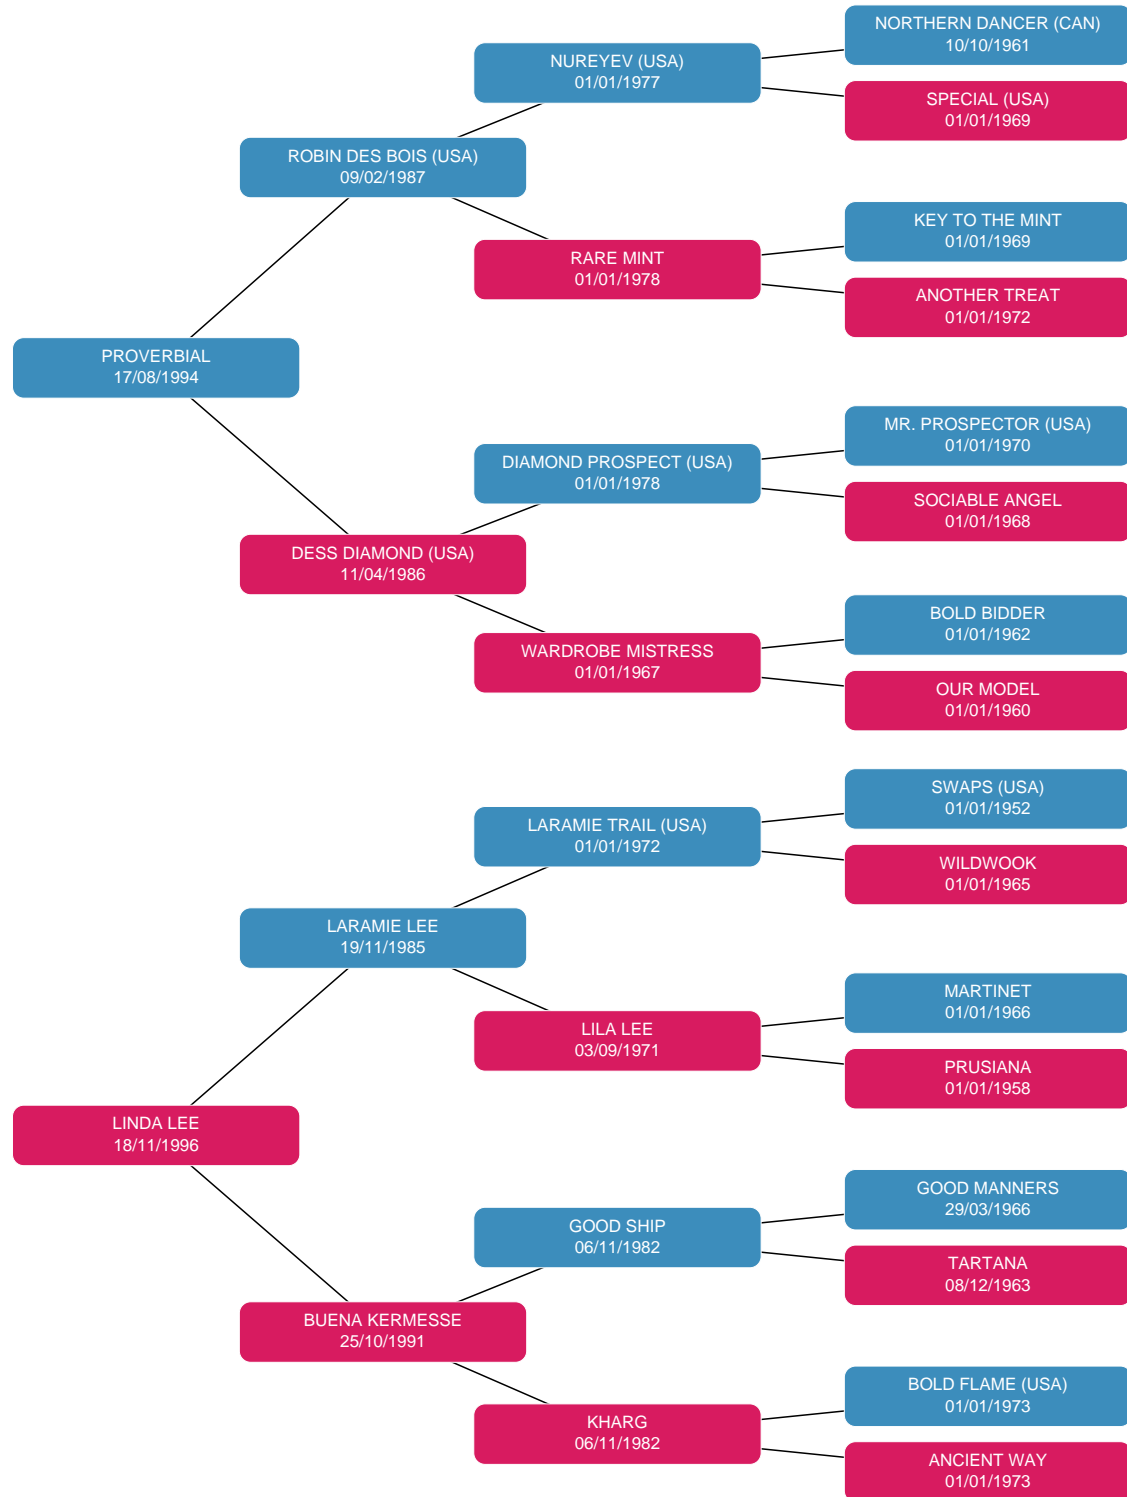 NORTHERN DANCER (CAN)
10/10/1961
NUREYEV (USA)
01/01/1977
SPECIAL (USA)
01/01/1969
ROBIN DES BOIS (USA)
09/02/1987
KEY TO THE MINT
01/01/1969
RARE MINT
01/01/1978
ANOTHER TREAT
01/01/1972
PROVERBIAL
17/08/1994
MR. PROSPECTOR (USA)
01/01/1970
DIAMOND PROSPECT (USA)
01/01/1978
SOCIABLE ANGEL
01/01/1968
DESS DIAMOND (USA)
11/04/1986
BOLD BIDDER
01/01/1962
WARDROBE MISTRESS
01/01/1967
OUR MODEL
01/01/1960
SWAPS (USA)
01/01/1952
LARAMIE TRAIL (USA)
01/01/1972
WILDWOOK
01/01/1965
LARAMIE LEE
19/11/1985
MARTINET
01/01/1966
LILA LEE
03/09/1971
PRUSIANA
01/01/1958
LINDA LEE
18/11/1996
GOOD MANNERS
29/03/1966
GOOD SHIP
06/11/1982
TARTANA
08/12/1963
BUENA KERMESSE
25/10/1991
BOLD FLAME (USA)
01/01/1973
KHARG
06/11/1982
ANCIENT WAY
01/01/1973